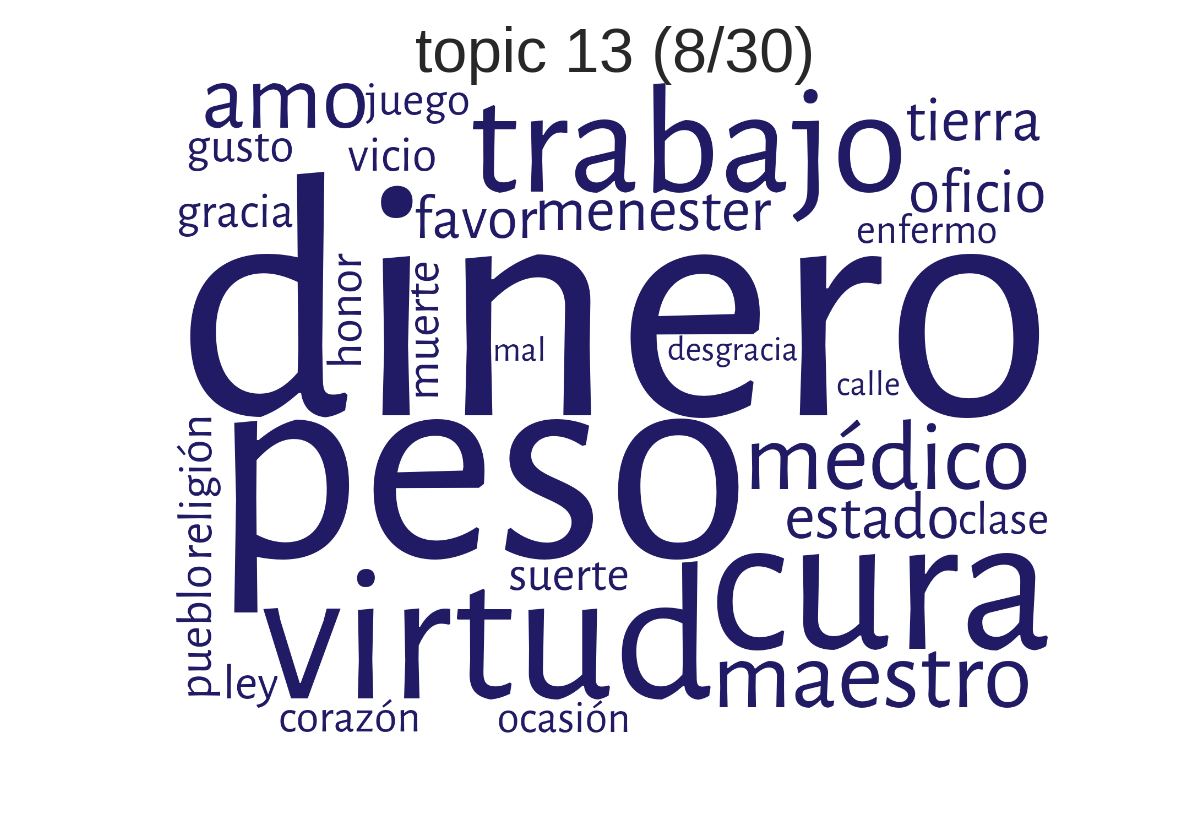 topic 13 (8/30)
amo juego trabajo tierra
gusto vicio
gracia favor menester oficio
enfermo
dinero
honor muerte mal desgracia calle
peso médico
religión estado clase
pueblo suerte cura
virtud maestro
ley
corazón ocasión